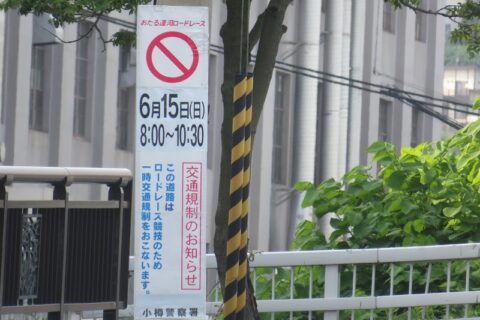 おたる運河ロードレース
6月15日(日)
8:00～10:30
交通規制のお知らせ
この道路は
ロードレース競技のため
一時交通規制をおこないます。
小樽警察署